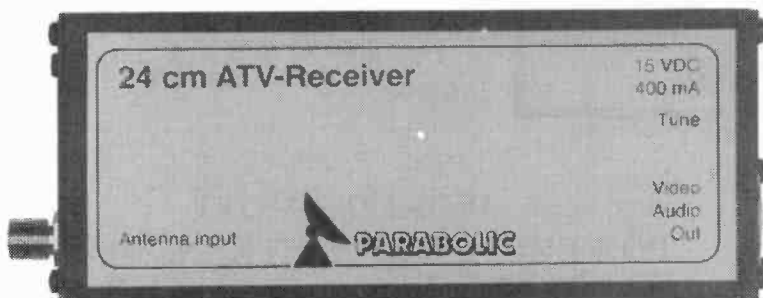 24 cm ATV-Receiver
15 VDC
400 mA
Tune
Video
Audio
Out
Antenna input
PARABOLIC